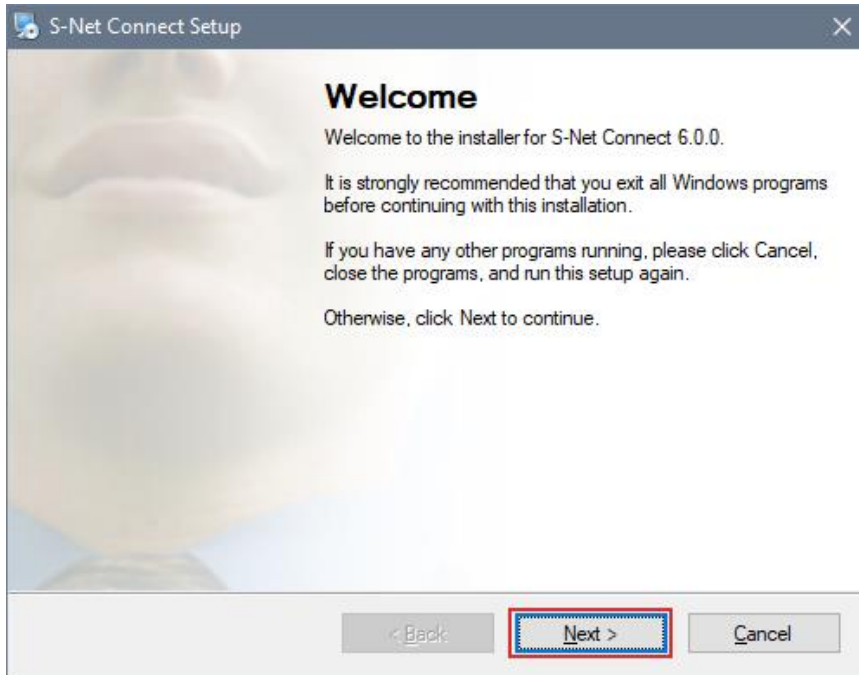 S-Net Connect Setup
Welcome
Welcome to the installer for S-Net Connect 6.0.0.
It is strongly recommended that you exit all Windows programs
before continuing with this installation.
If you have any other programs running, please click Cancel,
close the programs, and run this setup again.
Otherwise, click Next to continue.
< Back
Next >
Cancel